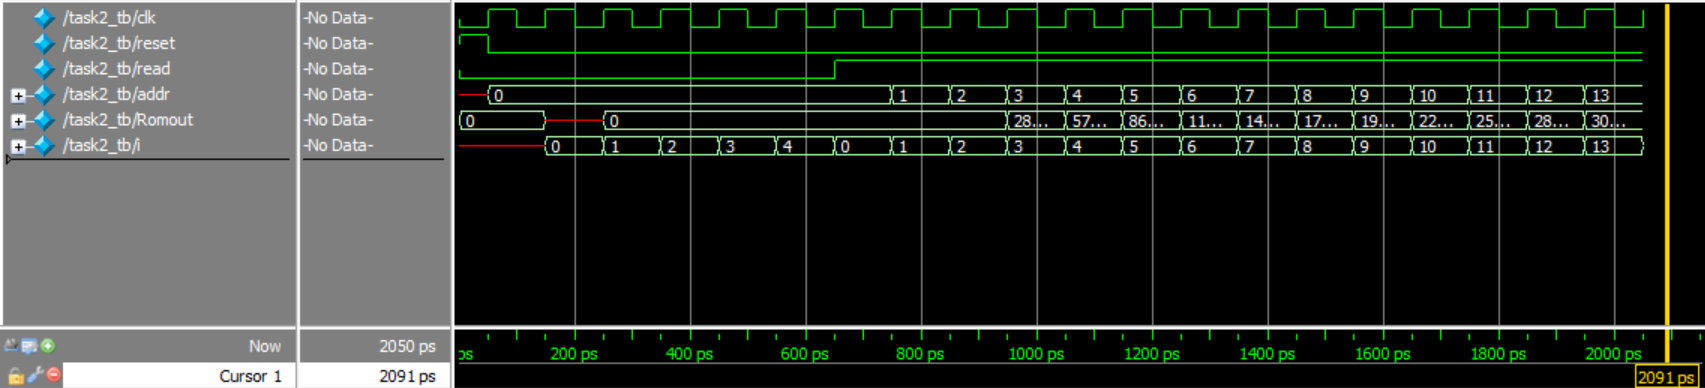 /task2_tb/clk -No Data-
/task2_tb/reset -No Data-
/task2_tb/read -No Data-
/task2_tb/addr -No Data- 0 1 2 3 4 5 6 7 8 9 10 11 12 13
/task2_tb/Romout -No Data- 0 0 28... 57... 86... 11... 14... 17... 19... 22... 25... 28... 30...
/task2_tb/i -No Data- 0 1 2 3 4 0 1 2 3 4 5 6 7 8 9 10 11 12 13
Now 2050 ps ps 200 ps 400 ps 600 ps 800 ps 1000 ps 1200 ps 1400 ps 1600 ps 1800 ps 2000 ps
Cursor 1 2091 ps 2091 ps